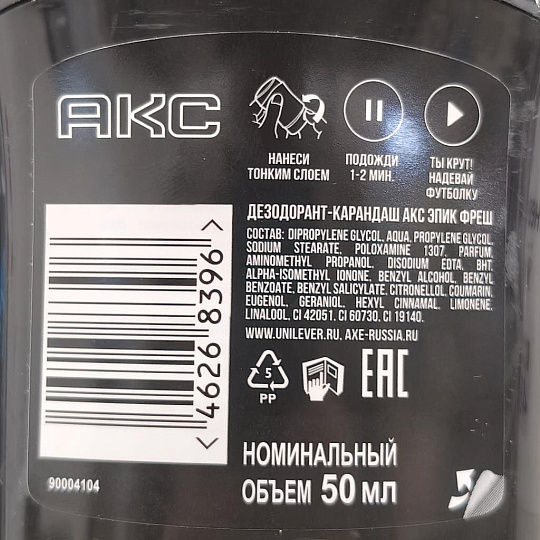 АКС
НАНЕСИ
ТОНКИМ СЛОЕМ
ПОДОЖДИ
1-2 МИН.
ТЫ КРУТ!
НАДЕВАЙ
ФУТБОЛКУ
ДЕЗОДОРАНТ-КАРАНДАШ АКС ЭПИК ФРЕШ
СОСТАВ: DIPROPYLENE GLYCOL, AQUA, PROPYLENE GLYCOL,
SODIUM STEARATE, POLOXAMINE 1307, PARFUM,
AMINOMETHYL PROPANOL, DISODIUM EDTA, BHT,
ALPHA-ISOMETHYL IONONE, BENZYL ALCOHOL, BENZYL
BENZOATE, BENZYL SALICYLATE, CITRONELLOL, COUMARIN,
EUGENOL, GERANIOL, HEXYL CINNAMAL, LIMONENE,
LINALOOL, CI 42051, CI 60730, CI 19140.
WWW.UNILEVER.RU, AXE-RUSSIA.RU
5
PP
EAC
< 4626 8396 >
НОМИНАЛЬНЫЙ
ОБЪЕМ 50 МЛ
90004104